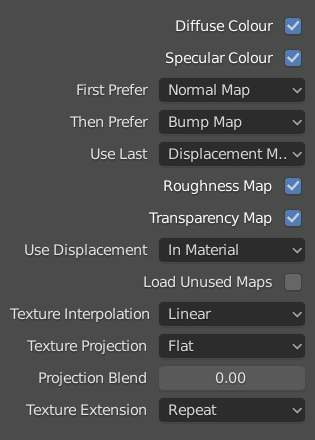 Diffuse Colour
Specular Colour
First Prefer Normal Map
Then Prefer Bump Map
Use Last Displacement M..
Roughness Map
Transparency Map
Use Displacement In Material
Load Unused Maps
Texture Interpolation Linear
Texture Projection Flat
Projection Blend 0.00
Texture Extension Repeat